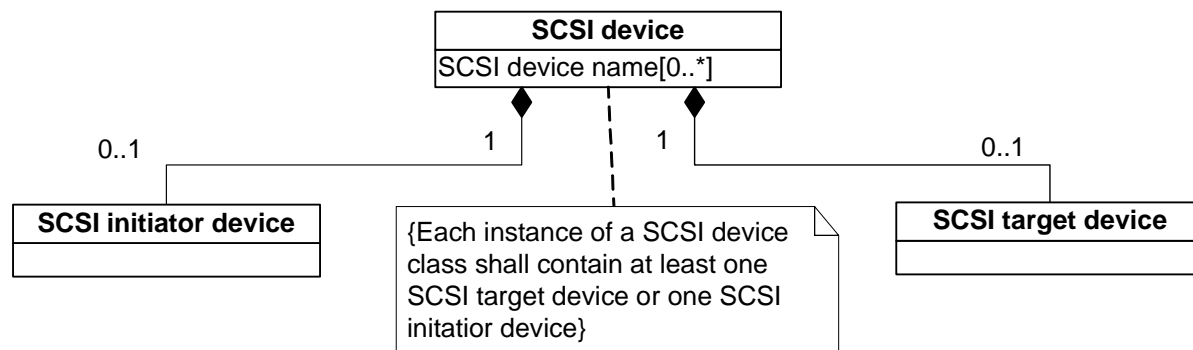 SCSI device
SCSI device name[0..*]
0..1
1
1
0..1
SCSI initiator device
{Each instance of a SCSI device
class shall contain at least one
SCSI target device or one SCSI
initatior device}
SCSI target device